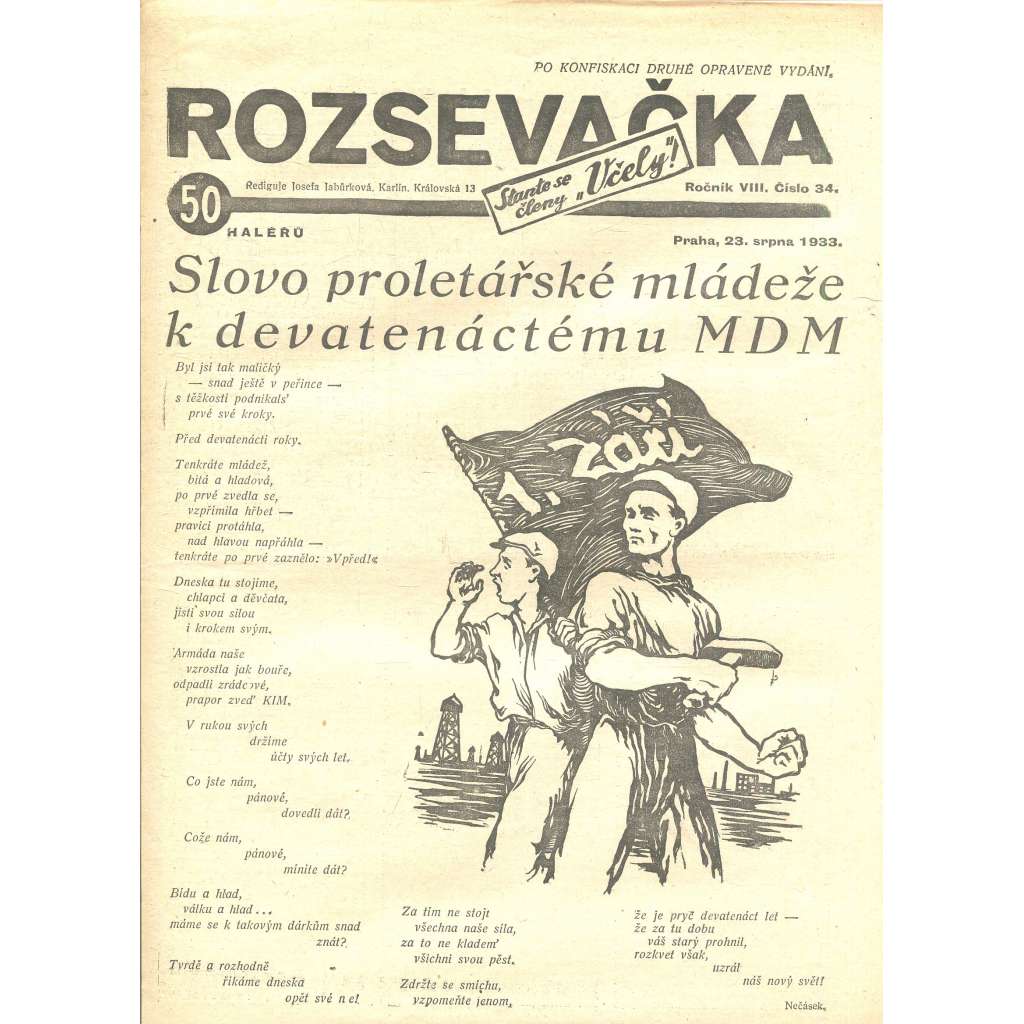 PO KONFISKACI DRUHÉ OPRAVENÉ VYDÁNÍ.
ROZSEVAČKA
Staňte se
členy „Včely“!
50
HALÉŘŮ
Rediguje Josefa Jabůrková, Karlín, Královská 13
Ročník VIII. Číslo 34.
Praha, 23. srpna 1933.
Slovo proletářské mládeže
k devatenáctému MDM
Byl jsi tak maličký
— snad ještě v peřince —
s těžkostí podnikals'
prvé své kroky.
Před devatenácti roky.
Tenkráte mládež,
bitá a hladová,
po prvé zvedla se,
vzpřímila hřbet —
pravici protáhla,
nad hlavou napřáhla —
tenkráte po prvé zaznělo: »Vpřed!«
Dneska tu stojíme,
chlapci a děvčata,
jistí svou silou
i krokem svým.
Armáda naše
vzrostla jak bouře,
odpadli zrádcové,
prapor zveď KIM.
V rukou svých
držíme
účty svých let.
Co jste nám,
pánové,
dovedli dát?
Cože nám,
pánové,
míníte dát?
Bídu a hlad,
válku a hlad...
máme se k takovým dárkům snad
znát?
Tvrdě a rozhodně
říkáme dneska
opět své ne!
1. září
Za tím ne stojí
všechna naše síla,
za to ne kladem'
všichni svou pěst.
Zdržte se smíchu,
vzpomeňte jenom,
že je pryč devatenáct let —
že za tu dobu
váš starý prohnil,
rozkvet však,
uzrál
náš nový svět!
Nečásek.